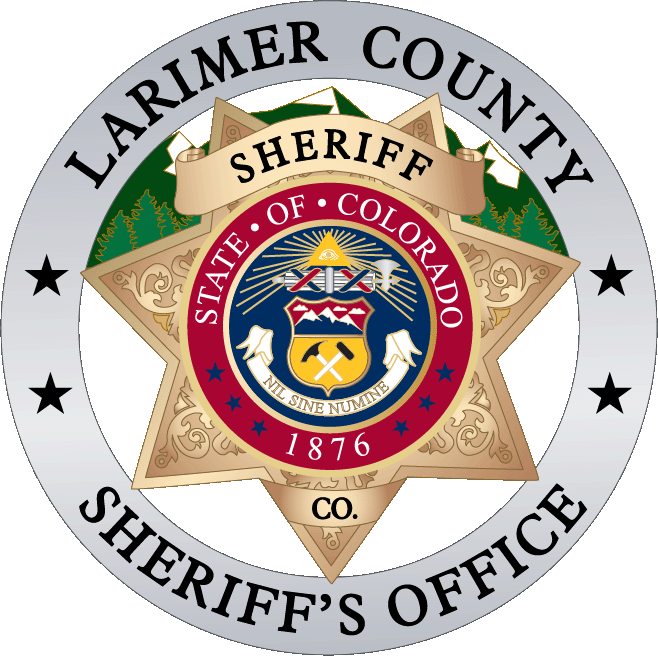 LARIMER COUNTY
SHERIFF
STATE • OF • COLORADO
NIL SINE NUMINE
1876
CO.
SHERIFF'S OFFICE